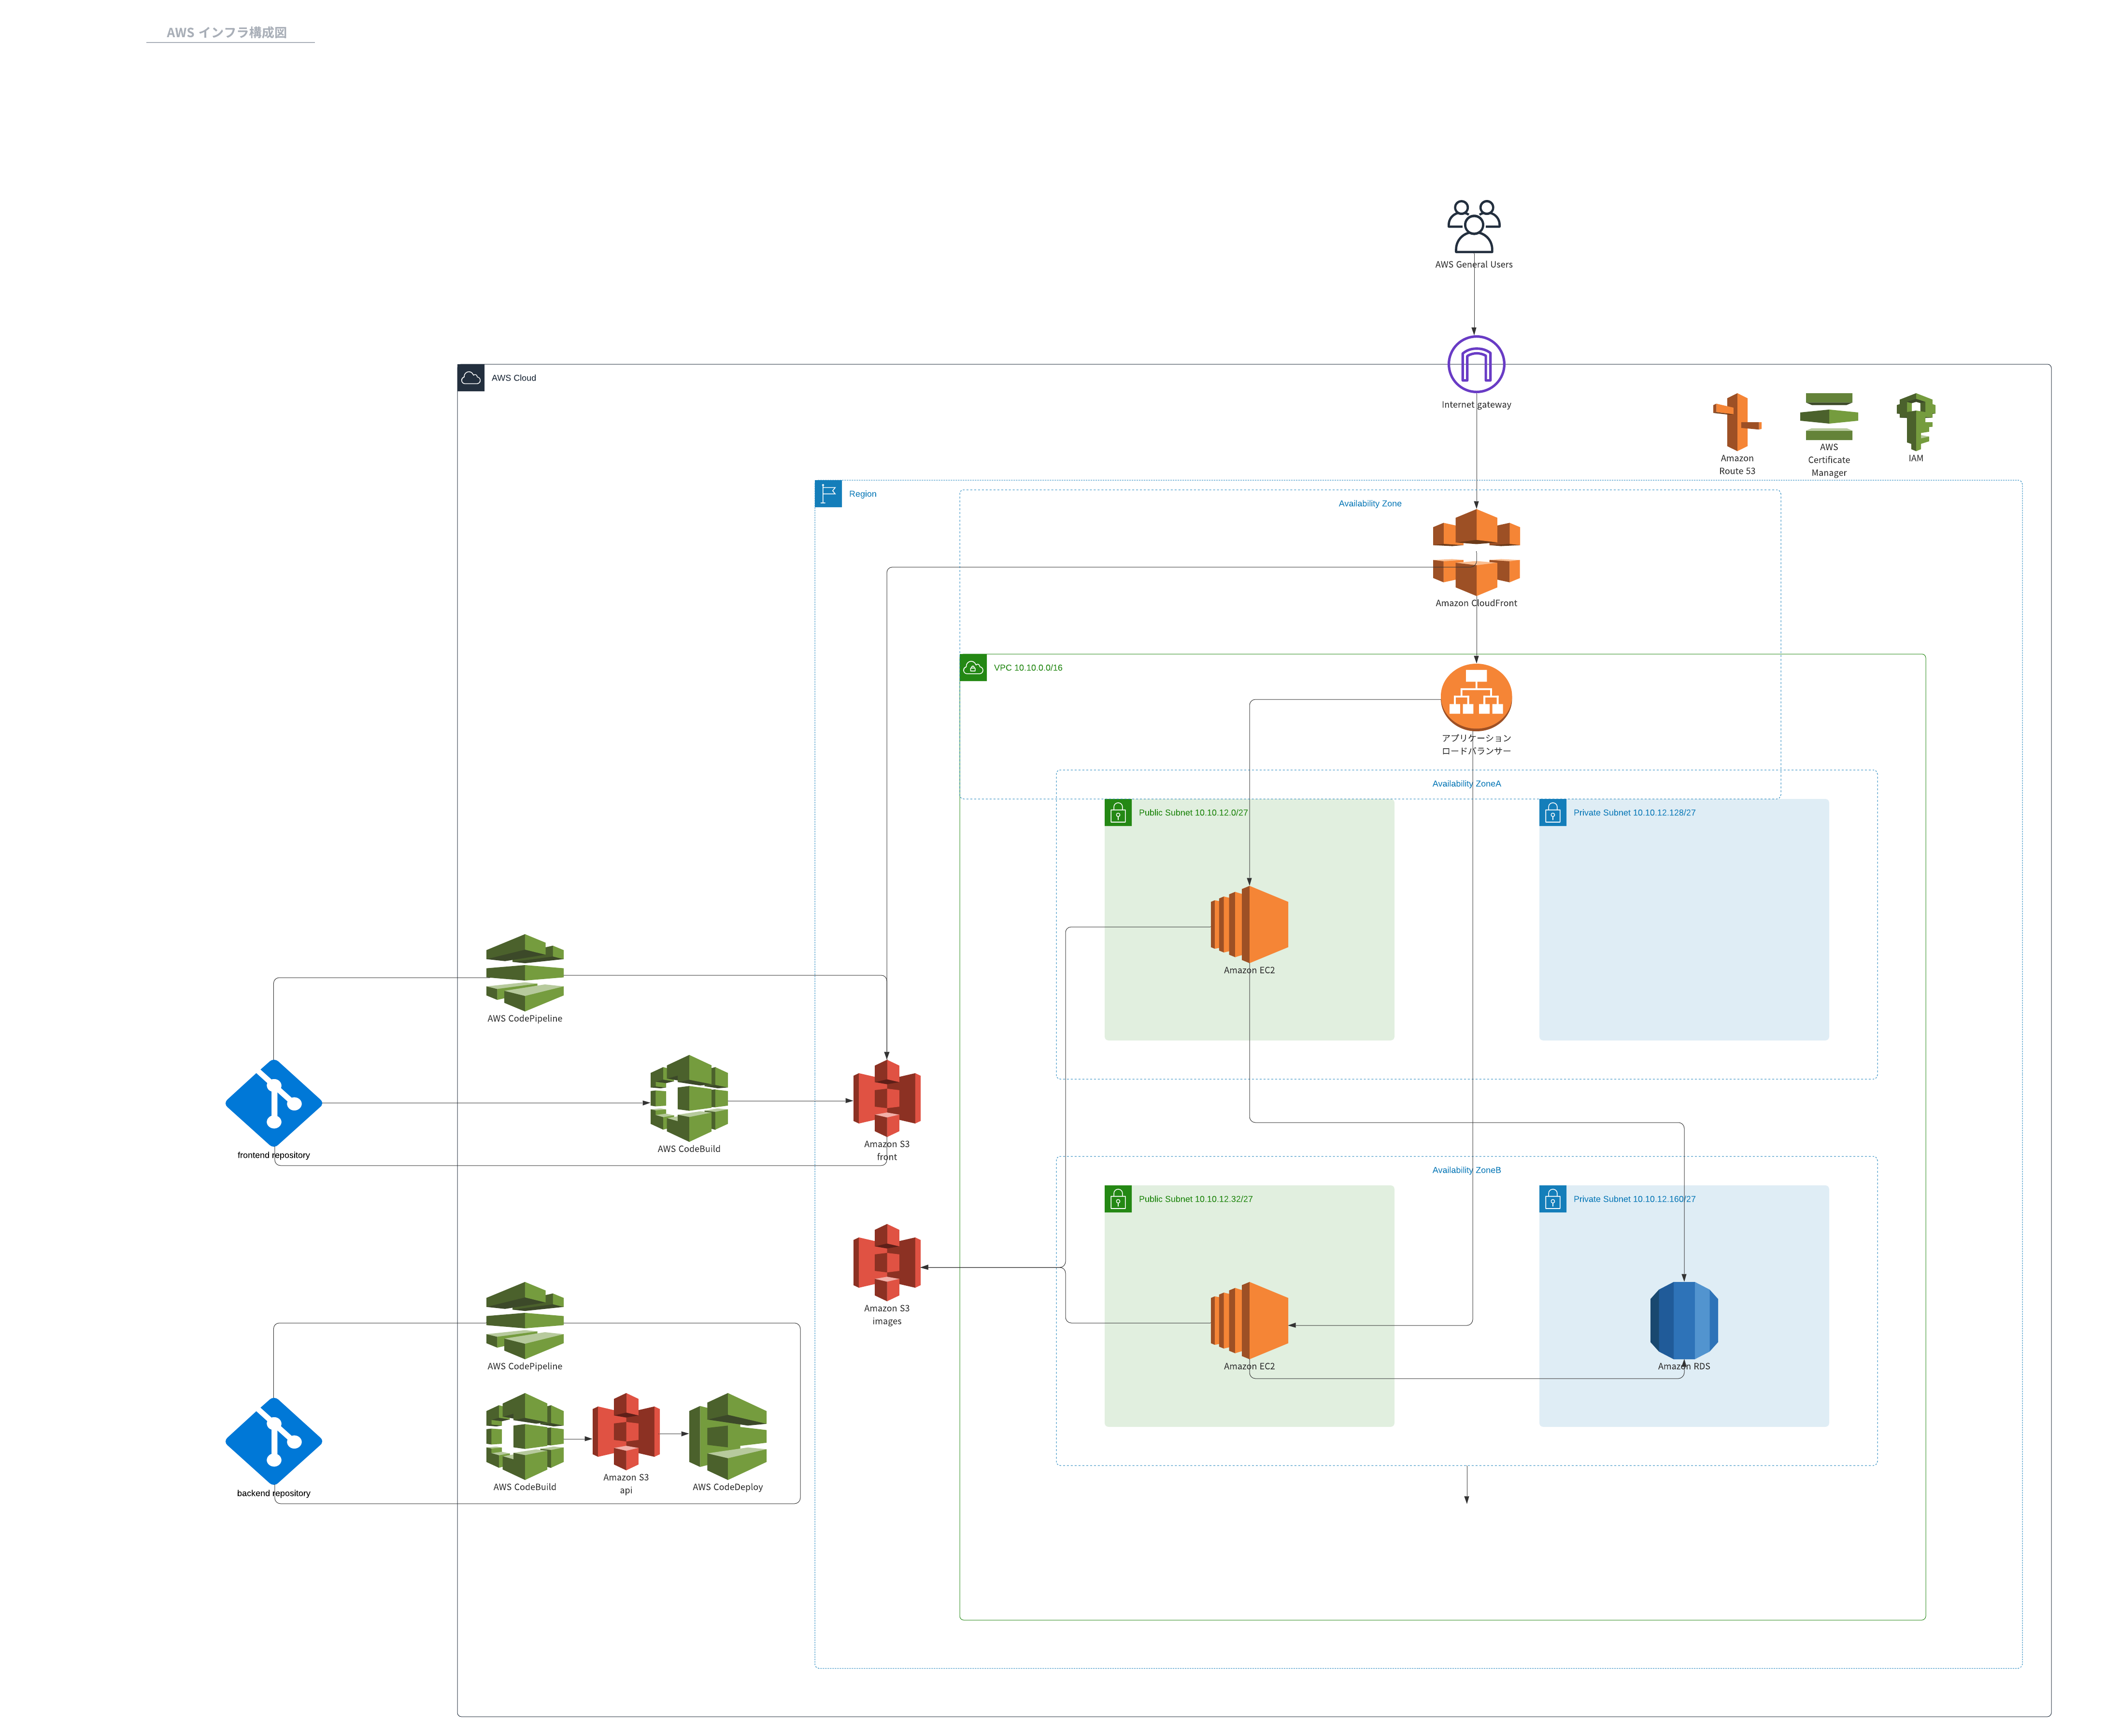 AWS インフラ構成図
AWS General Users
AWS Cloud
Internet gateway
Amazon
Route 53
AWS
Certificate
Manager
IAM
Region
Availability Zone
Amazon CloudFront
VPC 10.10.0.0/16
アプリケーション
ロードバランサー
Availability ZoneA
Public Subnet 10.10.12.0/27
Private Subnet 10.10.12.128/27
Amazon EC2
AWS CodePipeline
frontend repository
AWS CodeBuild
Amazon S3
front
Availability ZoneB
Public Subnet 10.10.12.32/27
Private Subnet 10.10.12.160/27
Amazon S3
images
AWS CodePipeline
Amazon EC2
Amazon RDS
backend repository
AWS CodeBuild
Amazon S3
api
AWS CodeDeploy